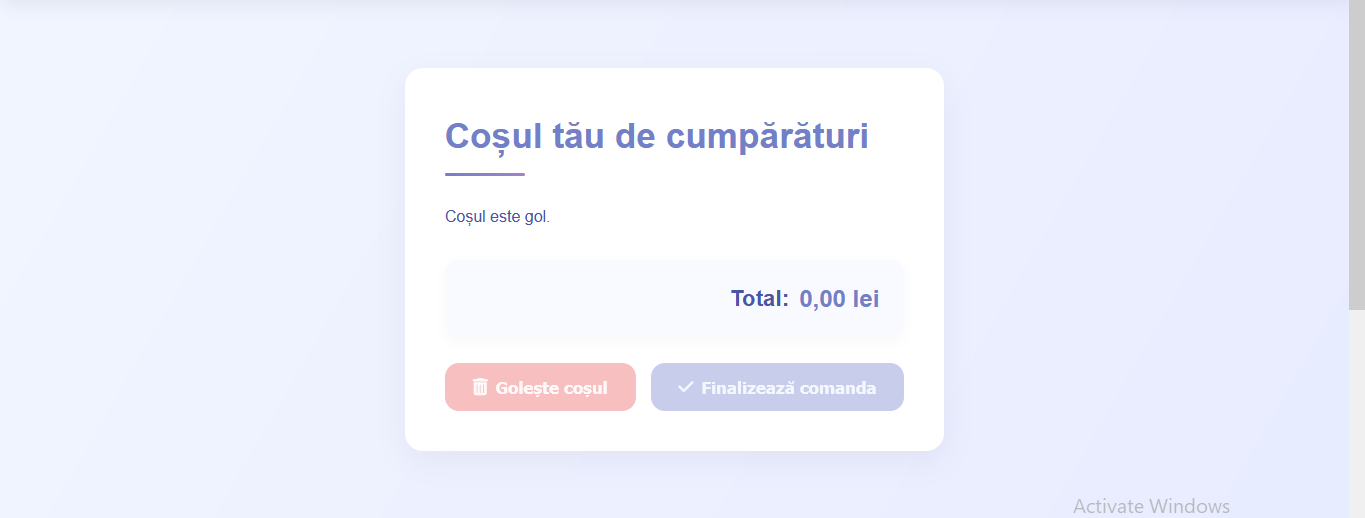 Coșul tău de cumpărături
Coșul este gol.
Total: 0,00 lei
Golește coșul
Finalizează comanda
Activate Windows